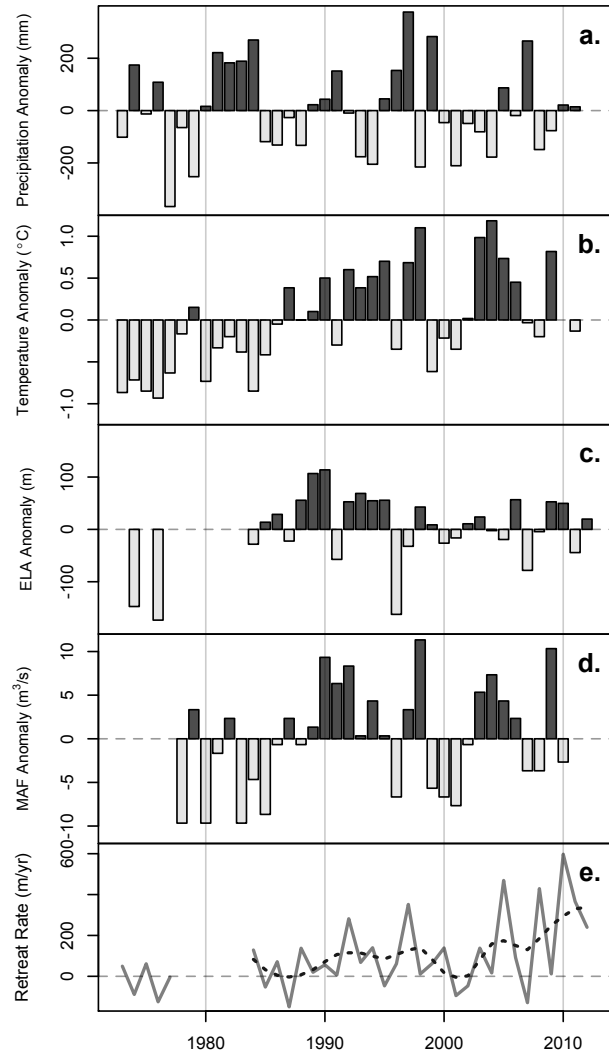 a.
Precipitation Anomaly (mm)
200
0
-200
b.
Temperature Anomaly (°C)
1.0
0.5
0.0
-1.0
c.
ELA Anomaly (m)
100
0
-100
d.
MAF Anomaly (m³/s)
10
5
0
-5
-10
e.
Retreat Rate (m/yr)
600
200
0
1980 1990 2000 2010